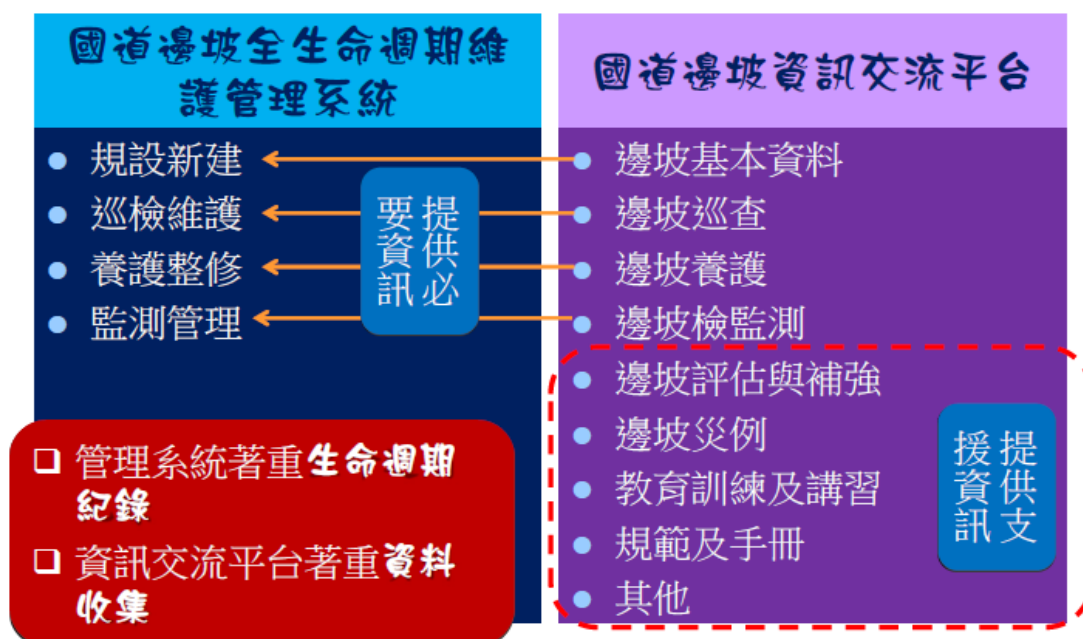 國道邊坡全生命週期維
護管理系統
規設新建
巡檢維護
養護整修
監測管理
提供必
要資訊
管理系統著重生命週期
紀錄
資訊交流平台著重資料
收集
國道邊坡資訊交流平台
邊坡基本資料
邊坡巡查
邊坡養護
邊坡檢監測
邊坡評估與補強
邊坡災例
教育訓練及講習
規範及手冊
其他
提供支
援資訊